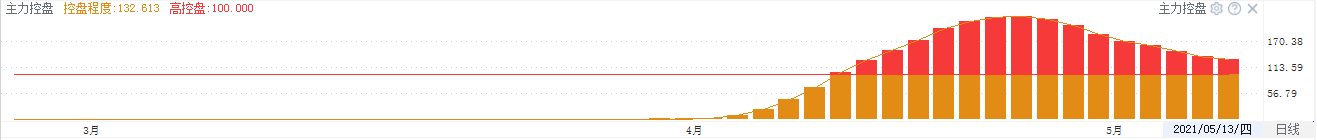 主力控盘 控盘程度:132.613 高控盘:100.000 主力控盘
170.38
113.59
56.79
3月 4月 5月 2021/05/13/四 日线